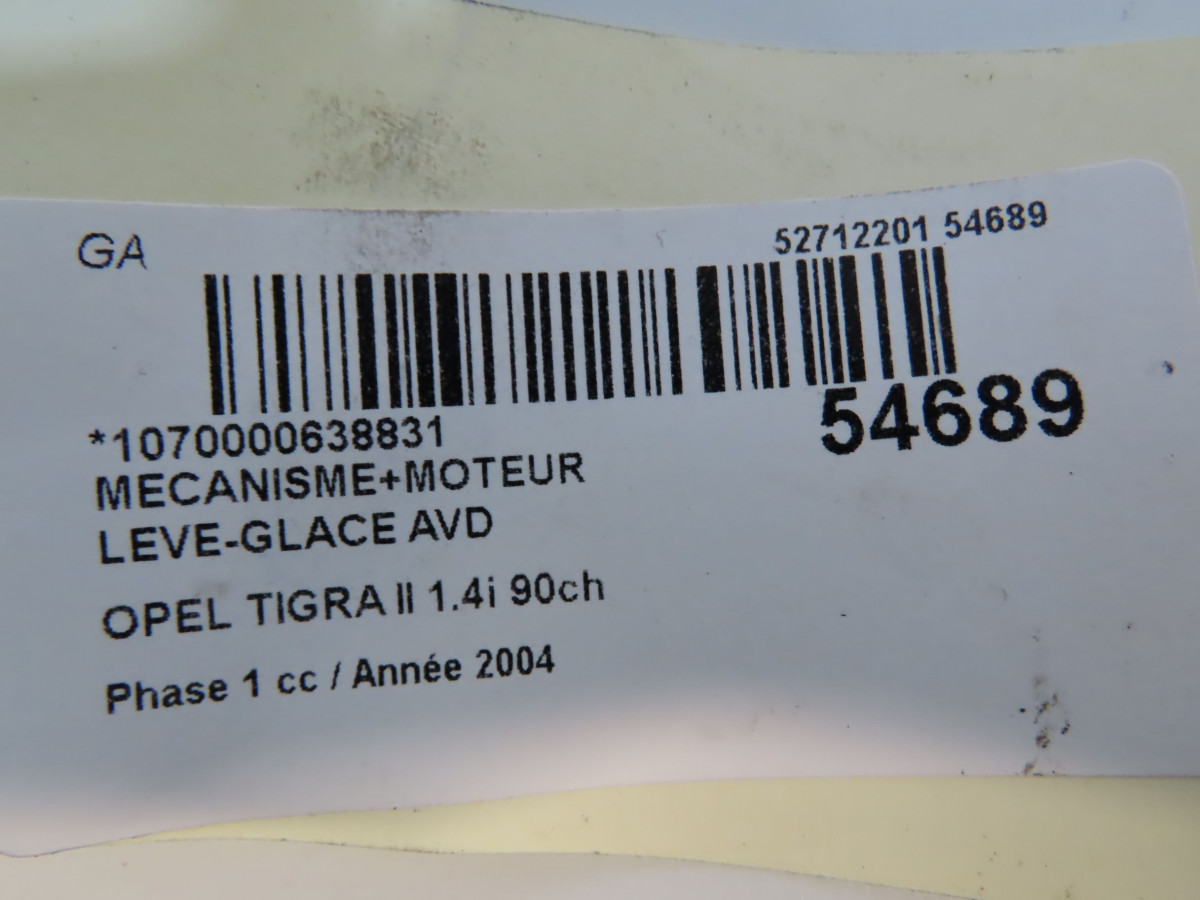 GA
52712201 54689
54689
*1070000638831
MECANISME+MOTEUR
LEVE-GLACE AVD
OPEL TIGRA II 1.4i 90ch
Phase 1 cc / Année 2004